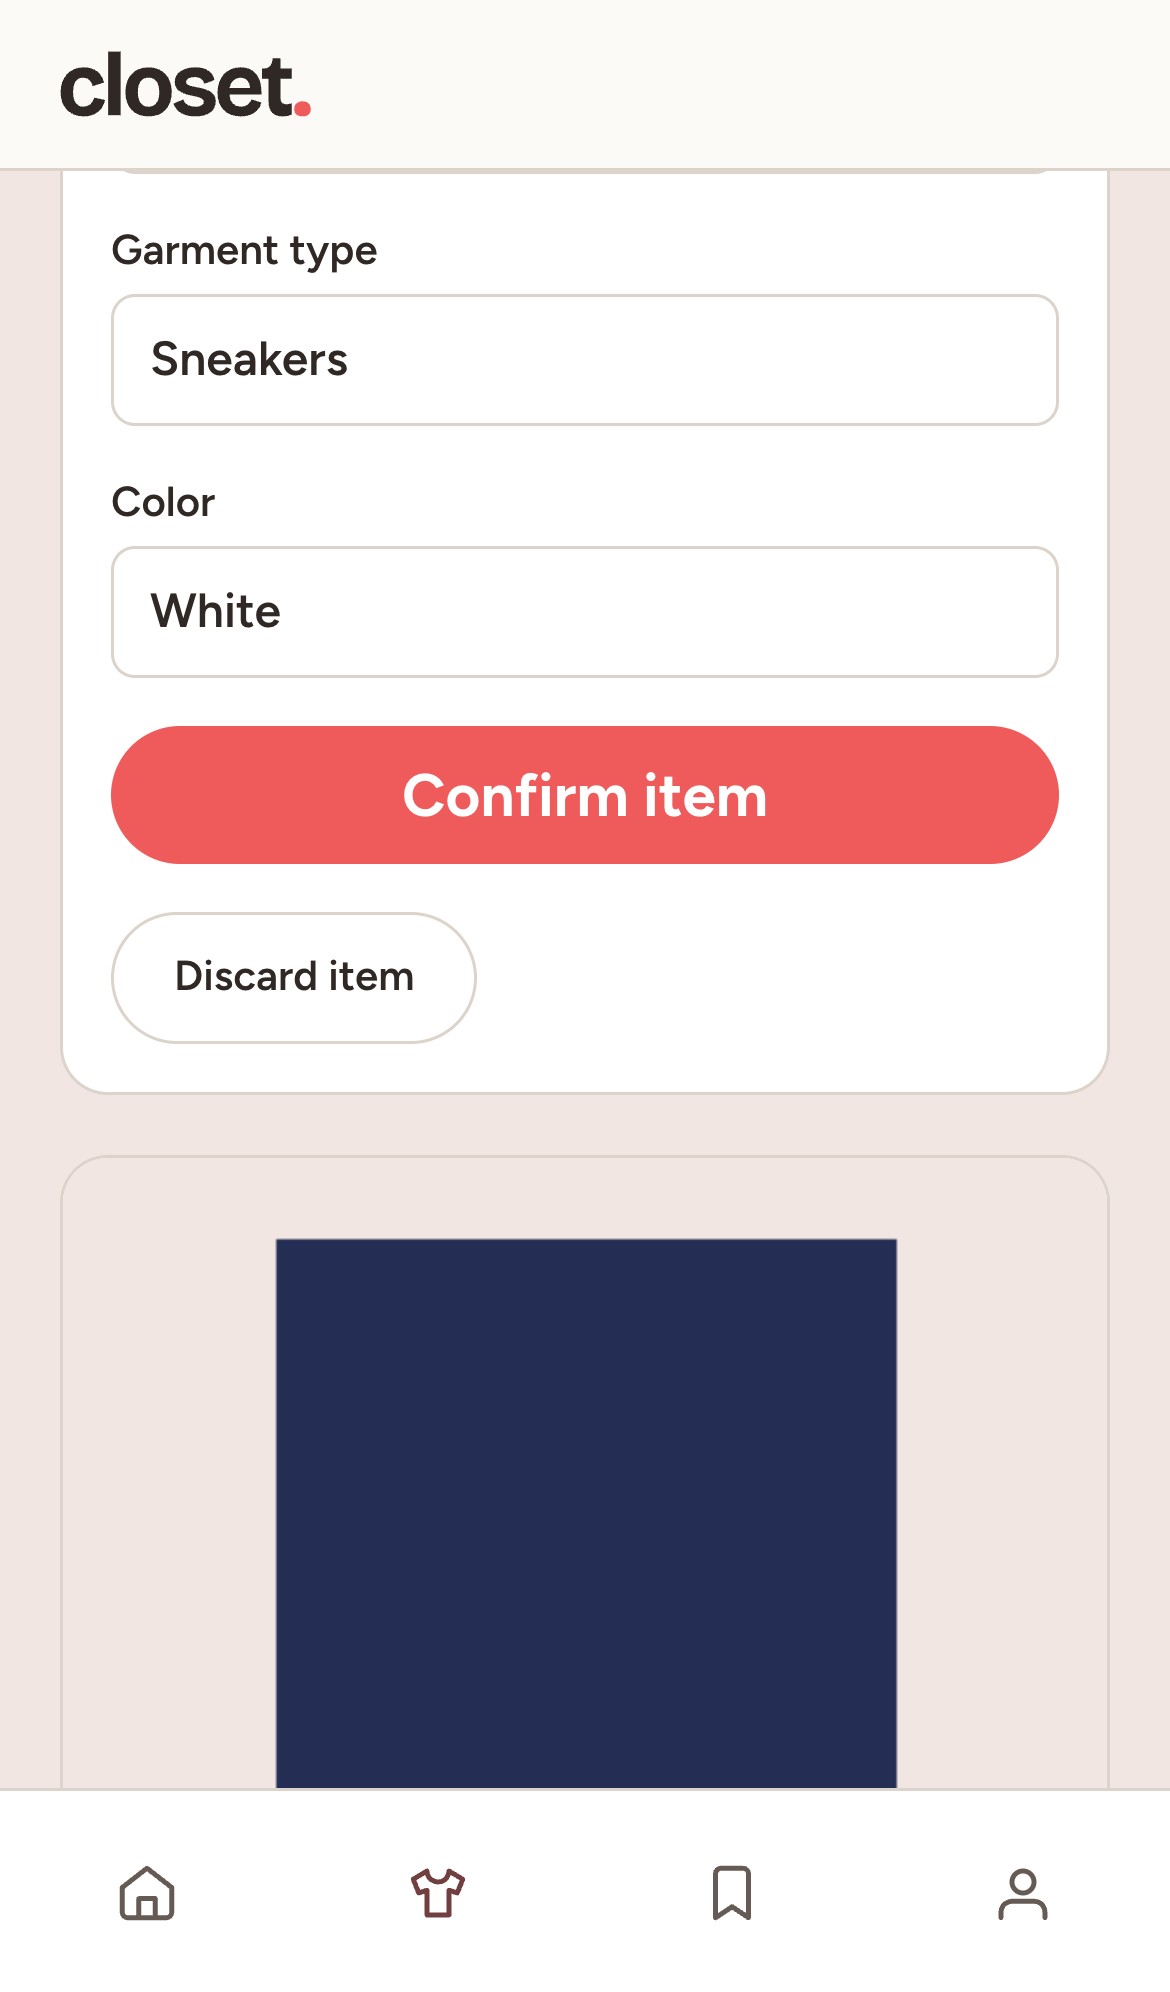 closet.
Garment type
Sneakers
Color
White
Confirm item
Discard item